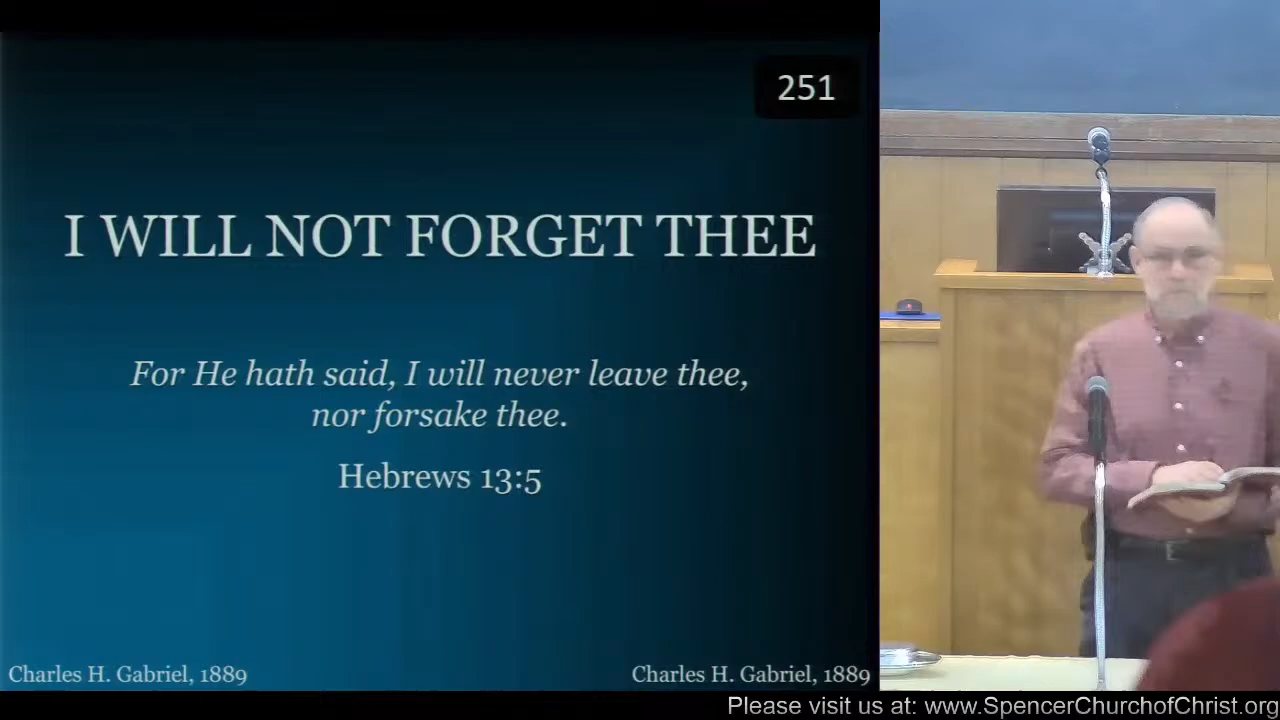 251
I WILL NOT FORGET THEE
For He hath said, I will never leave thee,
nor forsake thee.
Hebrews 13:5
Charles H. Gabriel, 1889
Charles H. Gabriel, 1889
Please visit us at: www.SpencerChurchofChrist.org